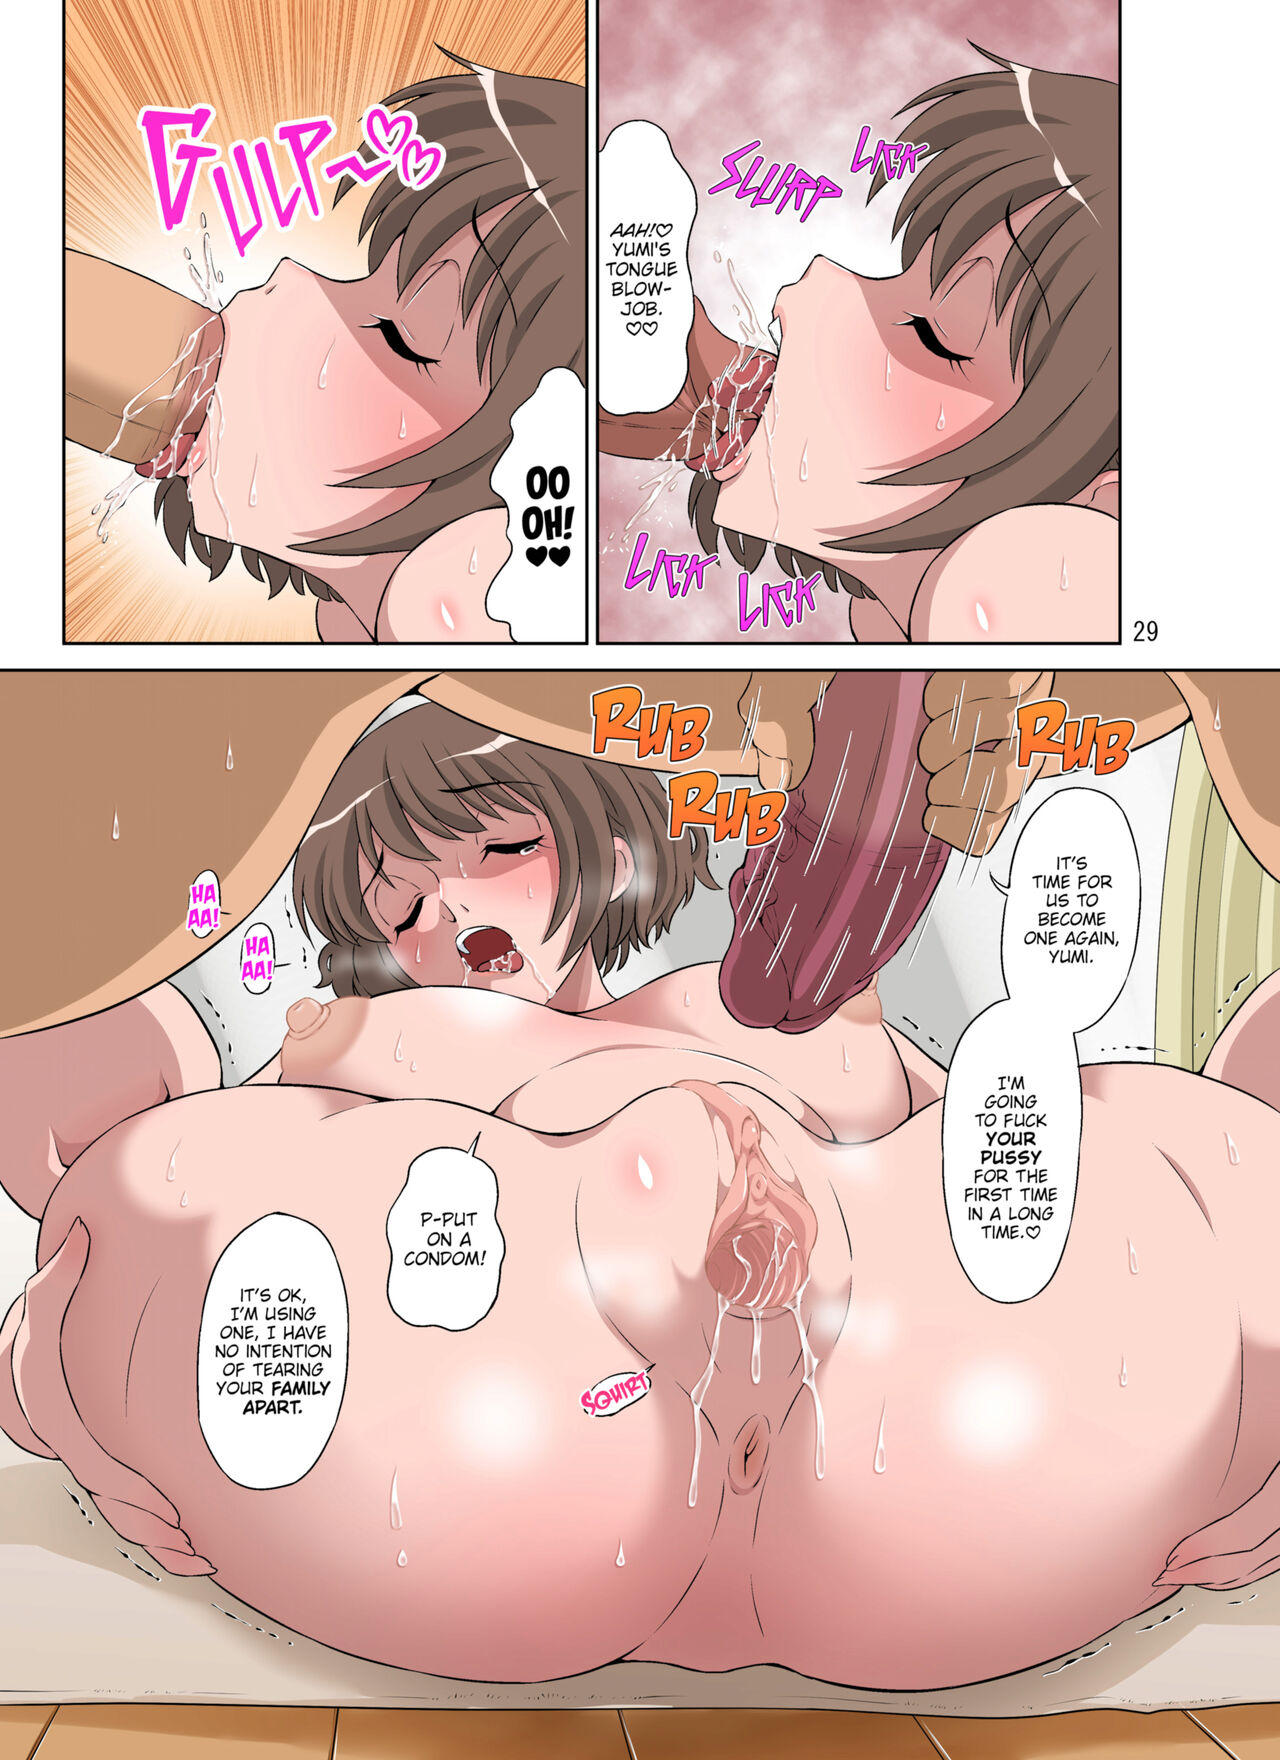 LICK
SLURP
AAH!♡
YUMI'S
TONGUE
BLOW-
JOB.
♡♡
LICK
LICK
GULP~♡♡
OO
OH!
♥♥
29
RUB
RUB
RUB
IT'S
TIME FOR
US TO
BECOME
ONE AGAIN,
YUMI.
I'M
GOING
TO FUCK
YOUR
PUSSY
FOR THE
FIRST TIME
IN A LONG
TIME.♡
HA
AA!
HA
AA!
P-PUT
ON A
CONDOM!
IT'S OK,
I'M USING
ONE, I HAVE
NO INTENTION
OF TEARING
YOUR FAMILY
APART.
SQUIRT